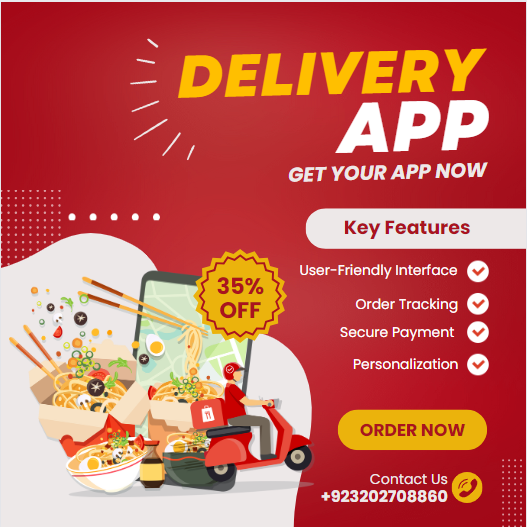 DELIVERY
APP
GET YOUR APP NOW
Key Features
User-Friendly Interface
Order Tracking
Secure Payment
Personalization
35%
OFF
ORDER NOW
Contact Us
+923202708860